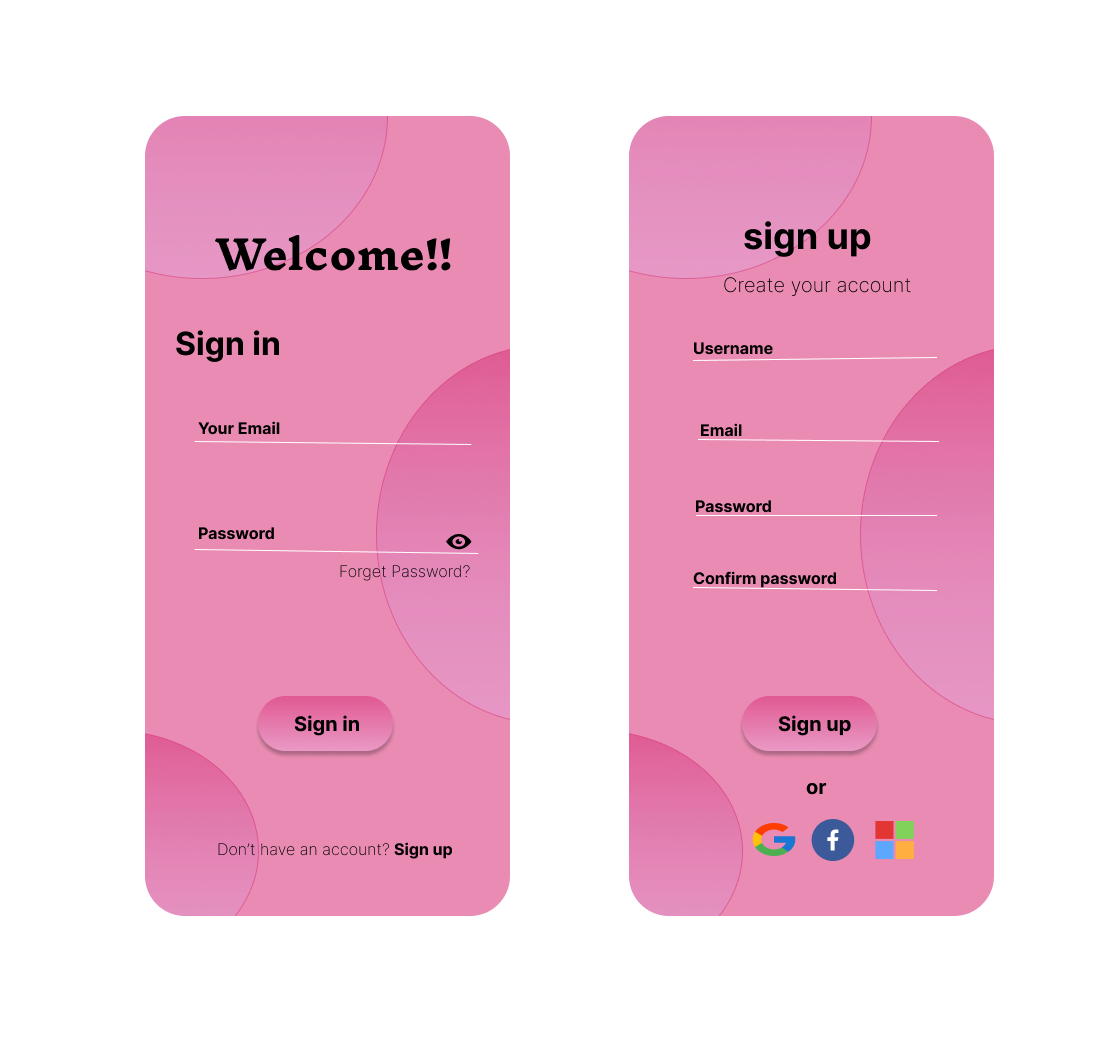 Welcome!!
Sign in
Your Email
Password
Forget Password?
Sign in
Don't have an account? Sign up
sign up
Create your account
Username
Email
Password
Confirm password
Sign up
or